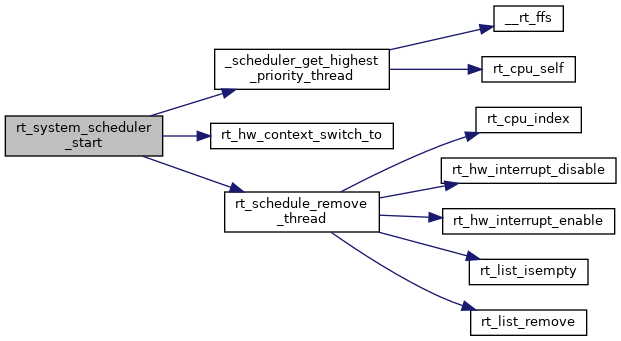 rt_system_scheduler
_start
_scheduler_get_highest
_priority_thread
rt_hw_context_switch_to
rt_schedule_remove
_thread
__rt_ffs
rt_cpu_self
rt_cpu_index
rt_hw_interrupt_disable
rt_hw_interrupt_enable
rt_list_isempty
rt_list_remove